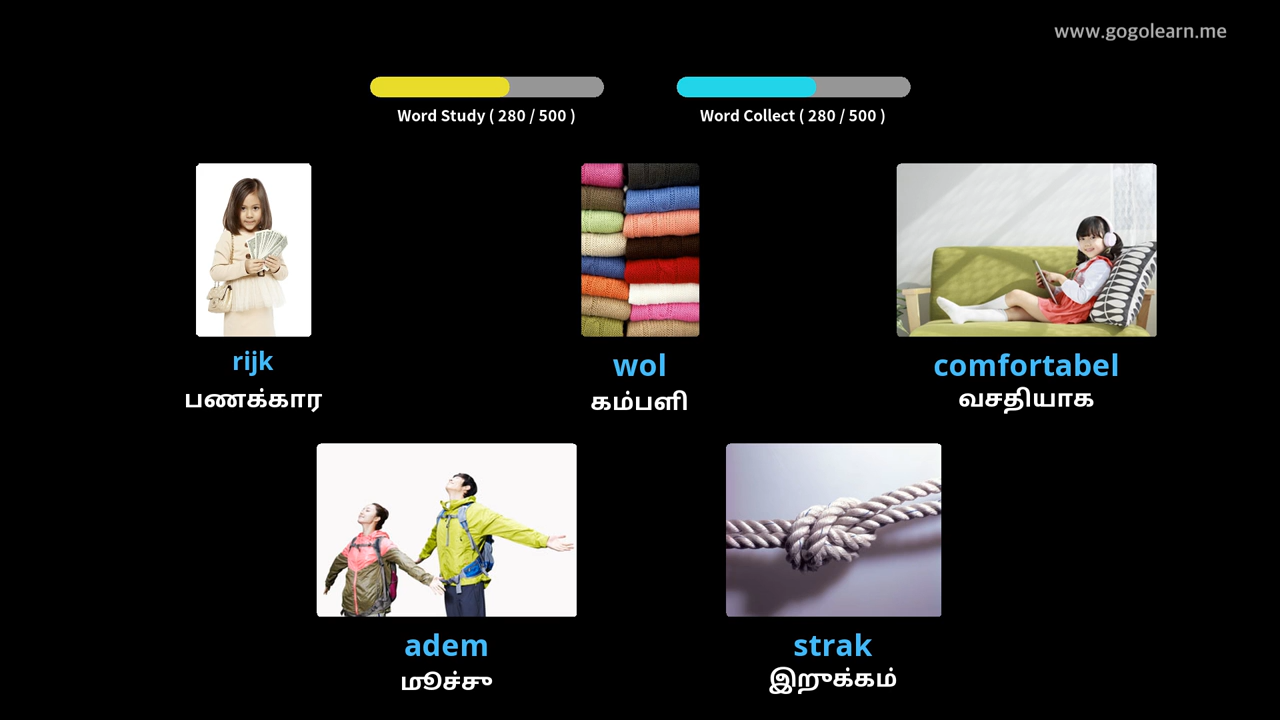 www.gogolearn.me
Word Study ( 280 / 500 )
Word Collect ( 280 / 500 )
rijk
பணக்கார
wol
கம்பளி
comfortabel
வசதியாக
adem
மூச்சு
strak
இறுக்கம்